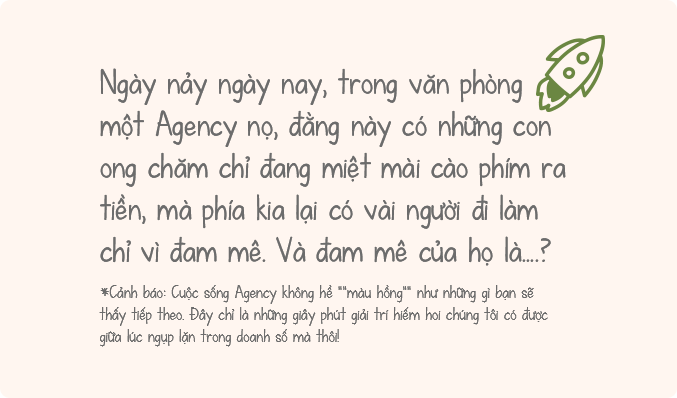 Ngày nảy ngày nay, trong văn phòng
một Agency nọ, đằng này có những con
ong chăm chỉ đang miệt mài cào phím ra
tiền, mà phía kia lại có vài người đi làm
chỉ vì đam mê. Và đam mê của họ là....?
*Cảnh báo: Cuộc sống Agency không hề ""màu hồng"" như những gì bạn sẽ
thấy tiếp theo. Đây chỉ là những giây phút giải trí hiếm hoi chúng tôi có được
giữa lúc ngụp lặn trong doanh số mà thôi!